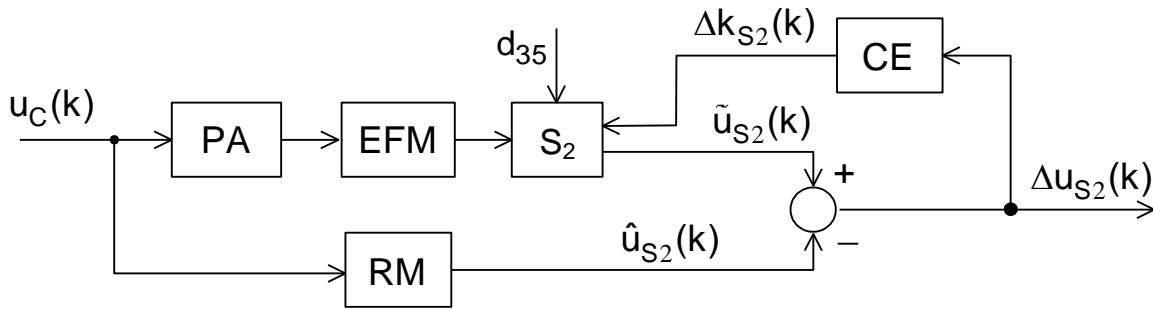 d₃₅
Δk_S2(k)
CE
u_C(k)
PA
EFM
S₂
ũ_S2(k)
+
Δu_S2(k)
−
û_S2(k)
RM